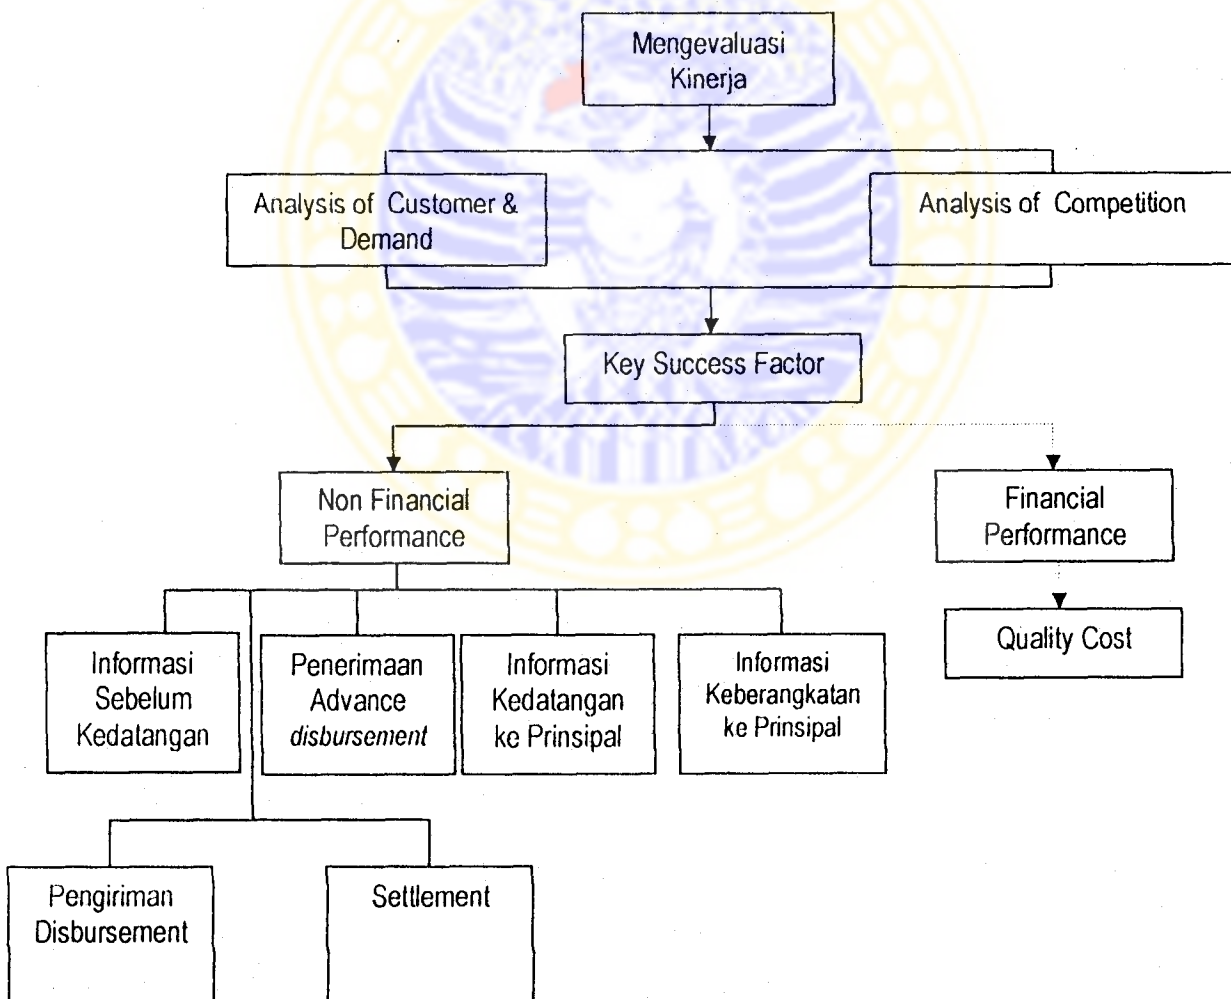 Mengevaluasi
Kinerja
Analysis of Customer &
Demand
Analysis of Competition
Key Success Factor
Non Financial
Performance
Financial
Performance
Quality Cost
Informasi
Sebelum
Kedatangan
Penerimaan
Advance
disbursement
Informasi
Kedatangan
ke Prinsipal
Informasi
Keberangkatan
ke Prinsipal
Pengiriman
Disbursement
Settlement